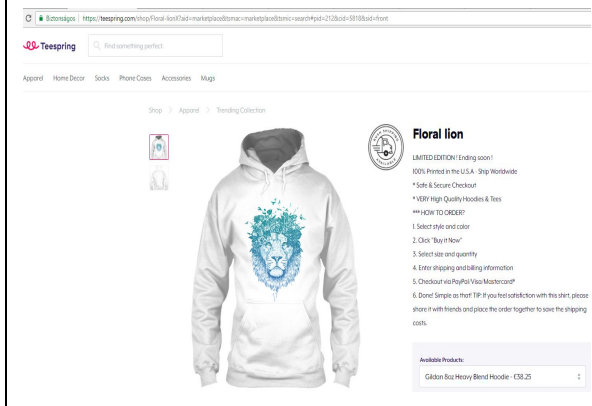 Biztonságos | https://teespring.com/shop/Floral-lionX?aid=marketplace&tsmac=marketplace&tsmic=search#pid=212&cid=5818&sid=front
Teespring
Find something perfect
Apparel Home Decor Socks Phone Cases Accessories Mugs
Shop > Apparel > Trending Collection
Floral lion
LIMITED EDITION ! Ending soon !
100% Printed in the U.S.A - Ship Worldwide
* Safe & Secure Checkout
* VERY High Quality Hoodies & Tees
*** HOW TO ORDER?
1. Select style and color
2. Click "Buy it Now"
3. Select size and quantity
4. Enter shipping and billing information
5. Checkout via PayPal/Visa/Mastercard*
6. Done! Simple as that! TIP: If you feel satisfiction with this shirt, please
share it with friends and place the order together to save the shipping
costs.
Available Products:
Gildan 8oz Heavy Blend Hoodie - €38.25